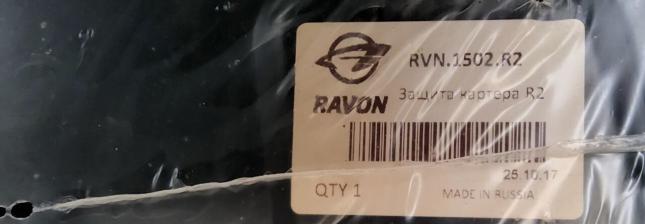 RVN.1502.R2
RAVON
Защита картера R2
25.10.17
QTY 1
MADE IN RUSSIA